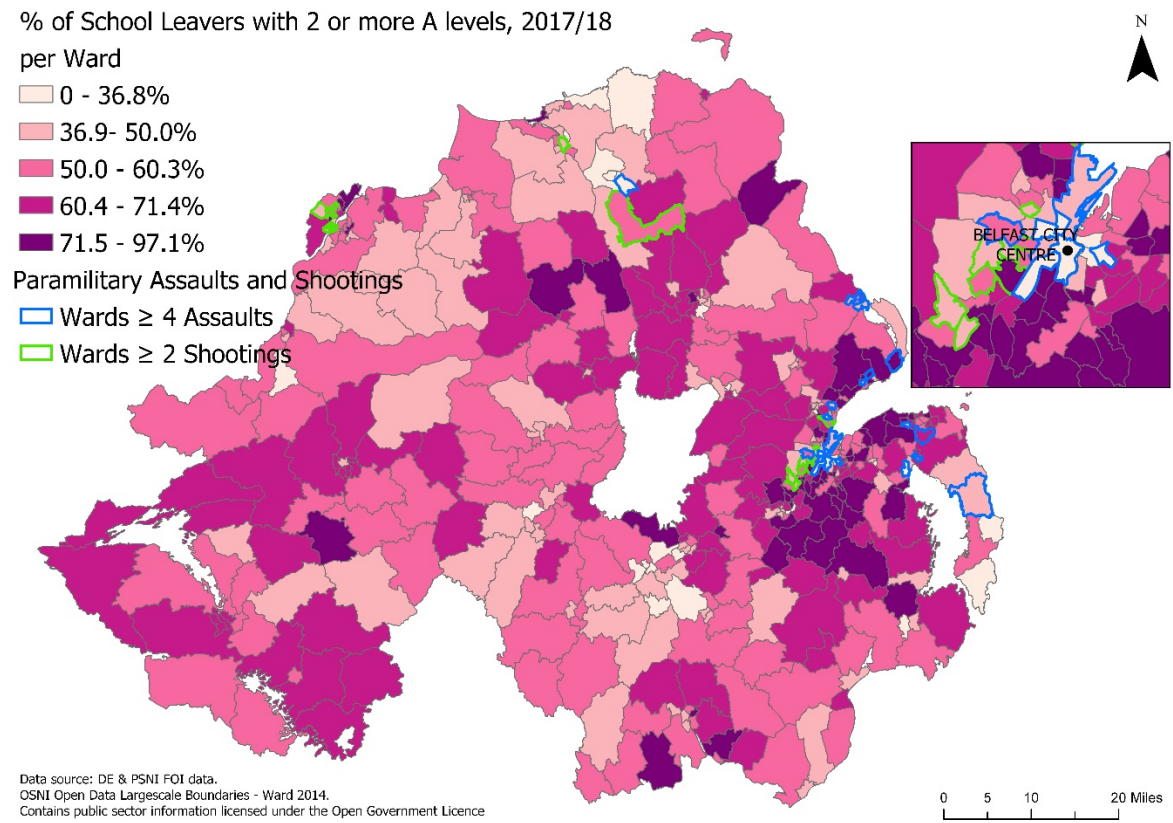 % of School Leavers with 2 or more A levels, 2017/18
per Ward
0 - 36.8%
36.9- 50.0%
50.0 - 60.3%
60.4 - 71.4%
71.5 - 97.1%
Paramilitary Assaults and Shootings
Wards ≥ 4 Assaults
Wards ≥ 2 Shootings
N
BELFAST CITY
CENTRE
Data source: DE & PSNI FOI data.
OSNI Open Data Largescale Boundaries - Ward 2014.
Contains public sector information licensed under the Open Government Licence
0 5 10 20 Miles